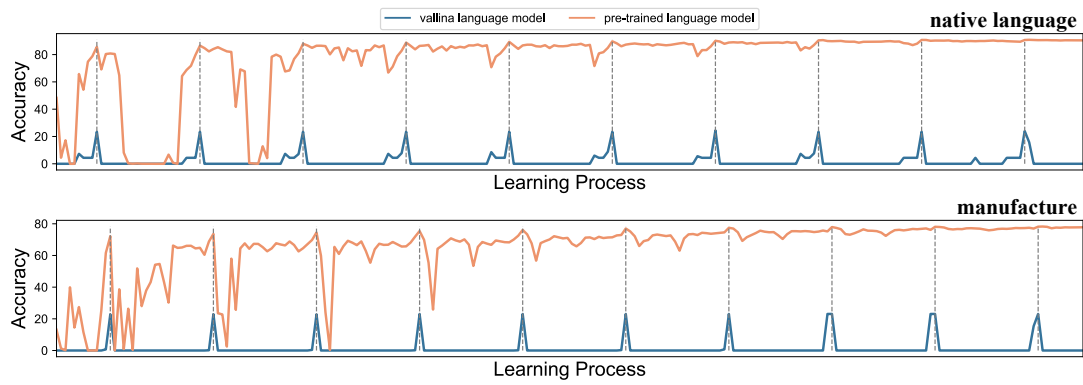 vallina language model
pre-trained language model
native language
80
60
40
20
0
Accuracy
Learning Process
manufacture
80
60
40
20
0
Accuracy
Learning Process